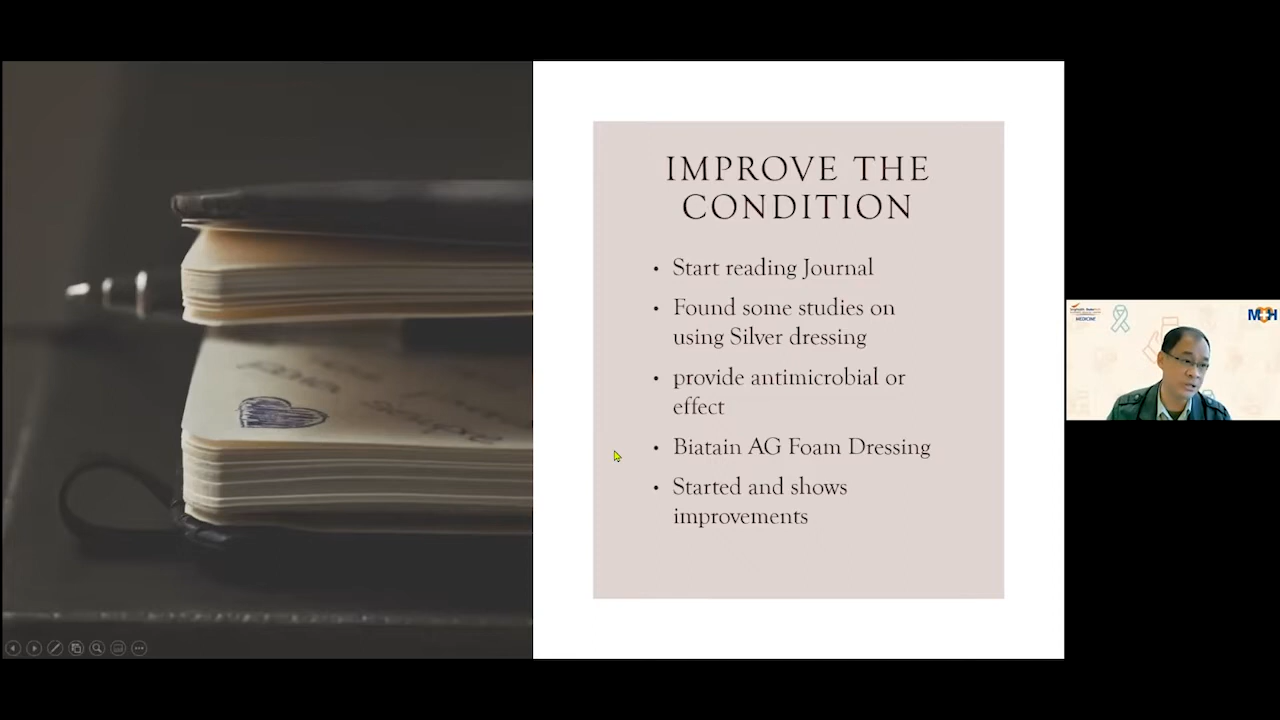 IMPROVE THE
CONDITION
• Start reading Journal
• Found some studies on
using Silver dressing
• provide antimicrobial or
effect
• Biatain AG Foam Dressing
• Started and shows
improvements
MEDICINE
M H